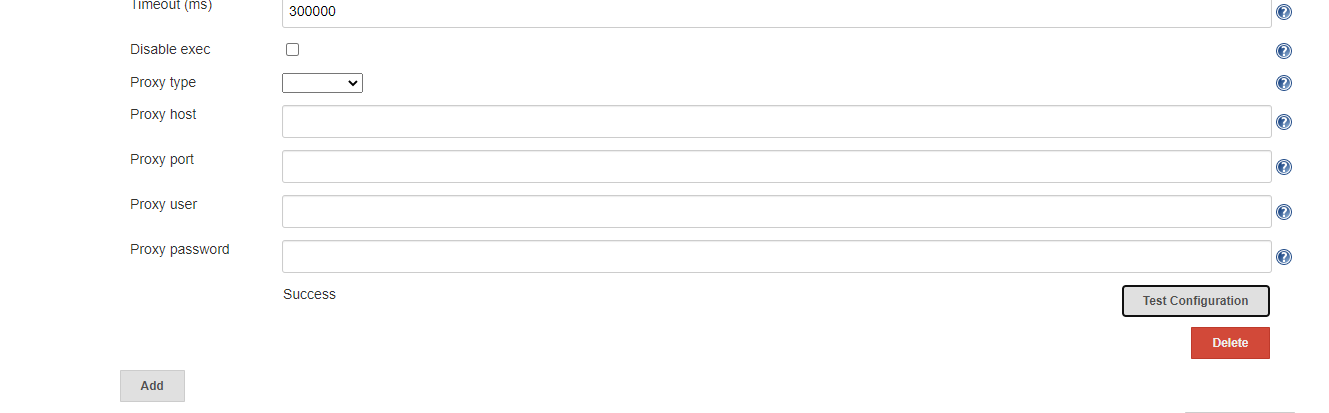 Timeout (ms)
300000
Disable exec
Proxy type
Proxy host
Proxy port
Proxy user
Proxy password
Success
Test Configuration
Delete
Add